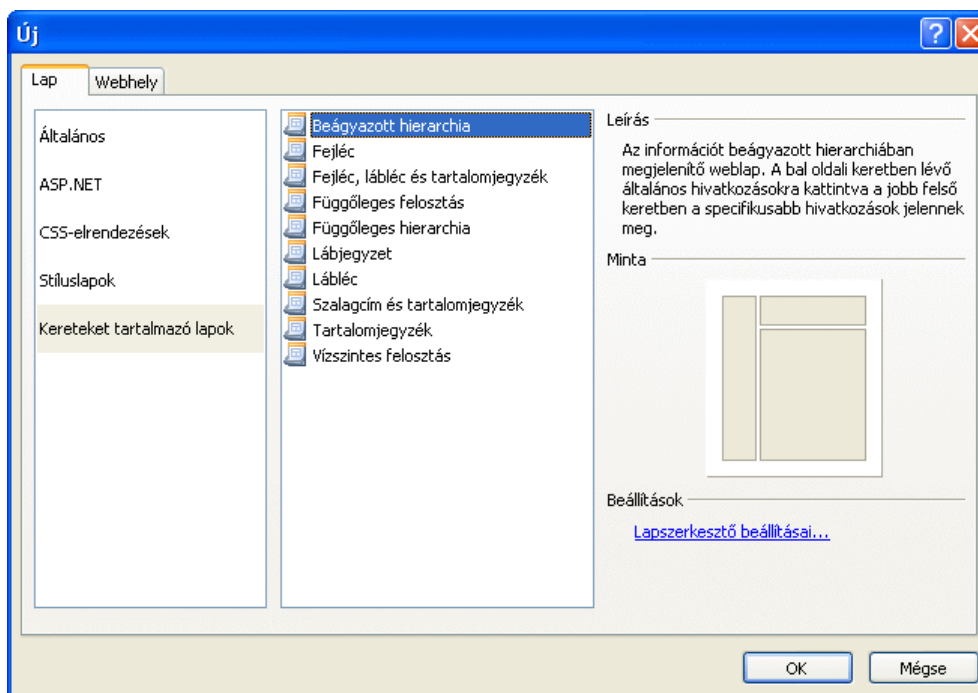 Új
Lap
Webhely
Általános
ASP.NET
CSS-elrendezések
Stíluslapok
Kereteket tartalmazó lapok
Beágyazott hierarchia
Fejléc
Fejléc, lábléc és tartalomjegyzék
Függőleges felosztás
Függőleges hierarchia
Lábjegyzet
Lábléc
Szalagcím és tartalomjegyzék
Tartalomjegyzék
Vízszintes felosztás
Leírás
Az információt beágyazott hierarchiában
megjelenítő weblap. A bal oldali keretben lévő
általános hivatkozásokra kattintva a jobb felső
keretben a specifikusabb hivatkozások jelennek
meg.
Minta
Beállítások
Lapszerkesztő beállításai...
OK
Mégse